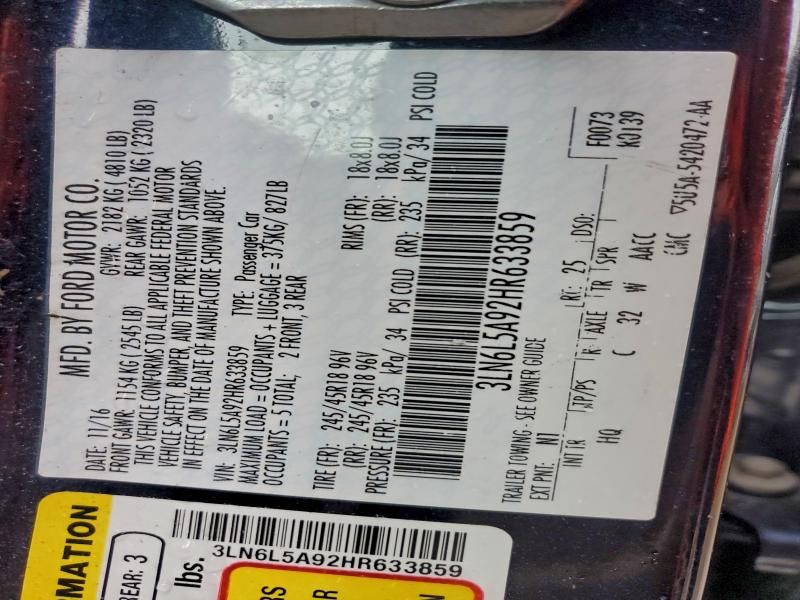 MFD. BY FORD MOTOR CO.
DATE: 11/16 GVWR: 2182 KG (4810 LB)
FRONT GAWR: 1154 KG (2545 LB) REAR GAWR: 1052 KG (2320 LB)
THIS VEHICLE CONFORMS TO ALL APPLICABLE FEDERAL MOTOR
VEHICLE SAFETY, BUMPER, AND THEFT PREVENTION STANDARDS
IN EFFECT ON THE DATE OF MANUFACTURE SHOWN ABOVE.
VIN: 3LN6L5A92HR633859 TYPE: Passenger Car
MAXIMUM LOAD = OCCUPANTS + LUGGAGE = 375KG/ 827LB
OCCUPANTS = 5 TOTAL; 2 FRONT, 3 REAR
TIRE (FR): 245/45R18 96V RIMS (FR): 18x8.0J
(RR): 245/45R18 96V (RR): 18x8.0J
PRESSURE (FR): 235 kPa/ 34 PSI COLD (RR): 235 kPa/ 34 PSI COLD
3LN6L5A92HR633859
TRAILER TOWING - SEE OWNER GUIDE
EXT PNT: N1 RC: 25 DSO: F0073
INT TR TP/PS R AXLE TR SPR K0139
HQ C 32 W AACC
CMC ▽5U5A-5420472-AA
MATION
REAR: 3
lbs.
3LN6L5A92HR633859
RS
R
N